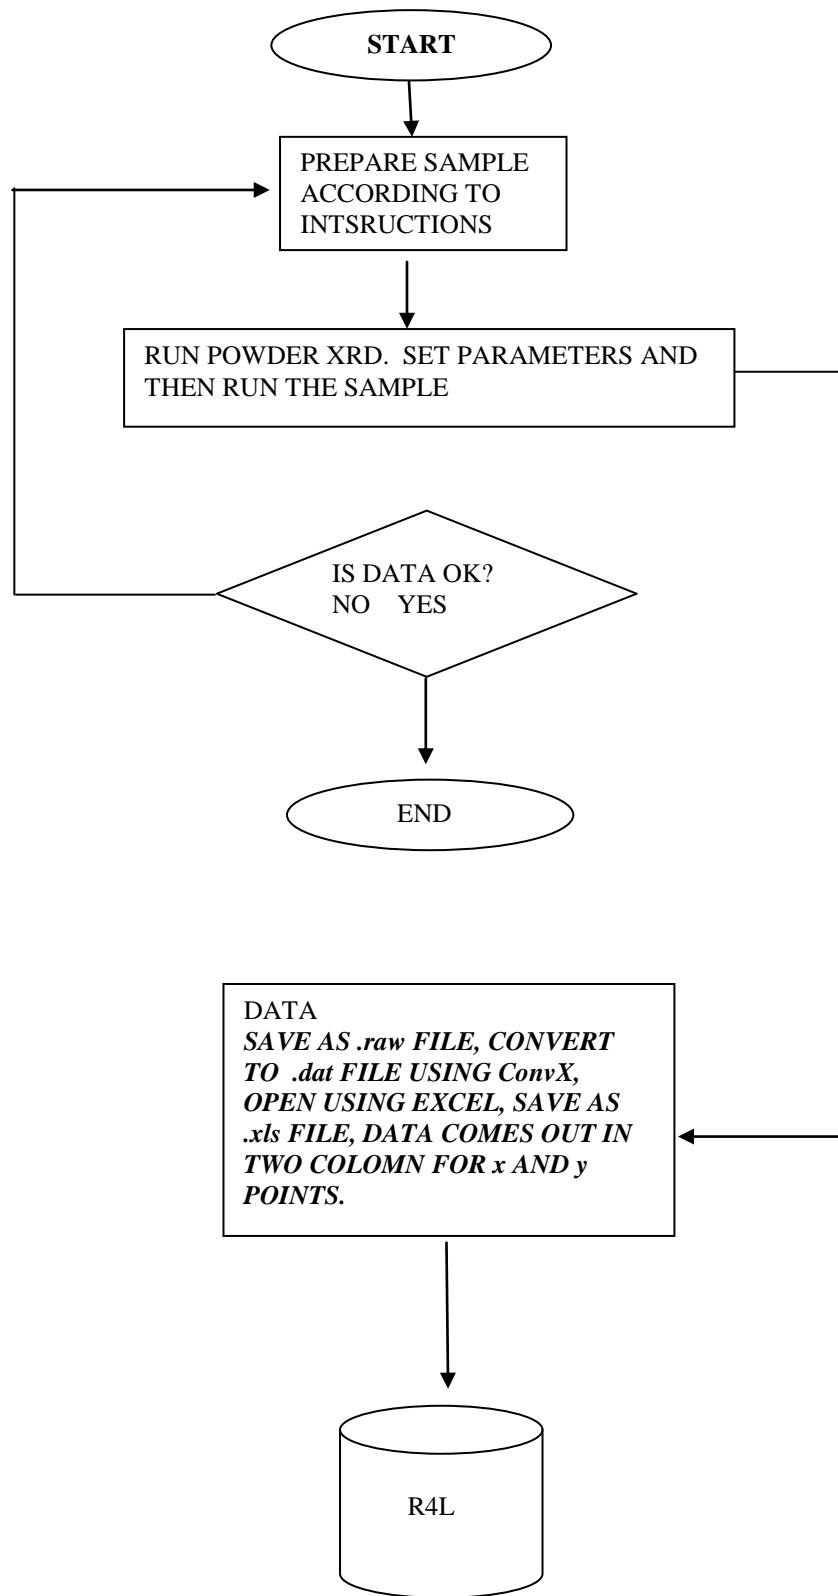 START
PREPARE SAMPLE
ACCORDING TO
INTSRUCTIONS
RUN POWDER XRD.  SET PARAMETERS AND
THEN RUN THE SAMPLE
IS DATA OK?
NO    YES
END
DATA
SAVE AS .raw FILE, CONVERT
TO  .dat FILE USING ConvX,
OPEN USING EXCEL, SAVE AS
.xls FILE, DATA COMES OUT IN
TWO COLOMN FOR x AND y
POINTS.
R4L